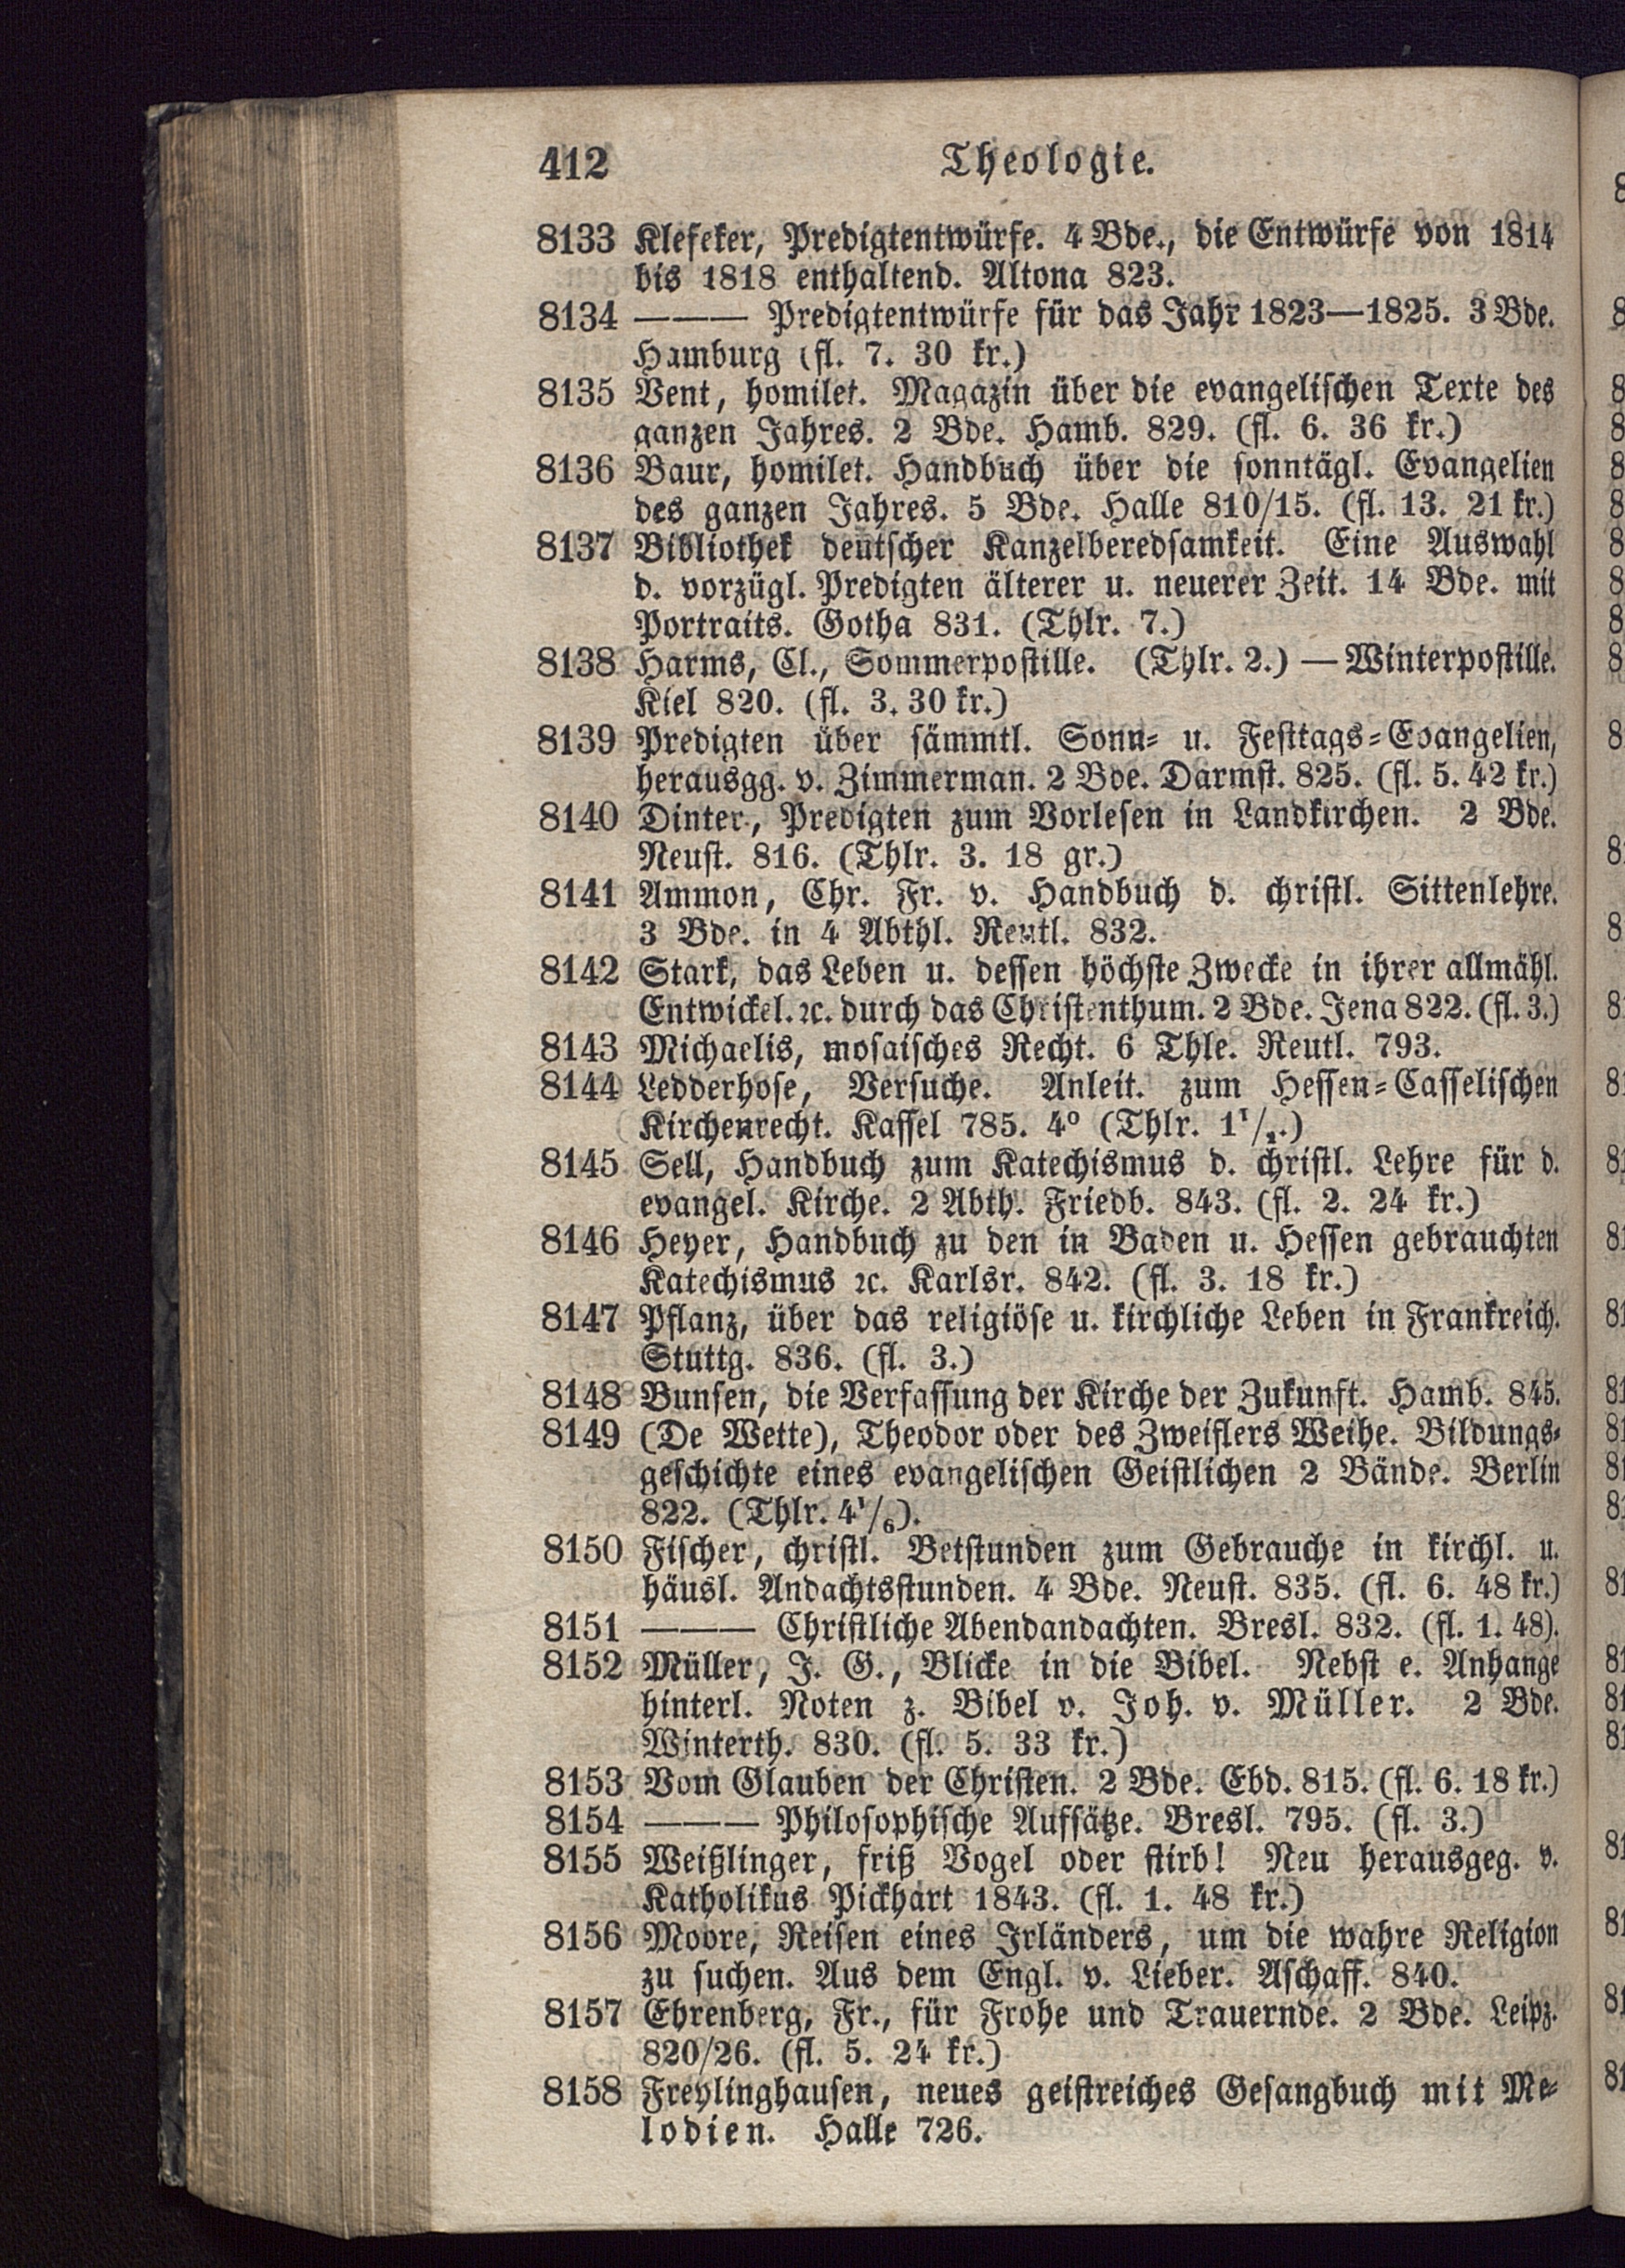 412 Theologie.
8133 Klefeker, Predigtentwürfe. 4 Bde., die Entwürfe von 1814
bis 1818 enthaltend. Altona 823.
8134 ——— Predigtentwürfe für das Jahr 1823—1825. 3 Bde.
Hamburg (fl. 7. 30 kr.)
8135 Vent, homilet. Magazin über die evangelischen Texte des
ganzen Jahres. 2 Bde. Hamb. 829. (fl. 6. 36 kr.)
8136 Baur, homilet. Handbuch über die sonntägl. Evangelien
des ganzen Jahres. 5 Bde. Halle 810/15. (fl. 13. 21 kr.)
8137 Bibliothek deutscher Kanzelberedsamkeit. Eine Auswahl
d. vorzügl. Predigten älterer u. neuerer Zeit. 14 Bde. mit
Portraits. Gotha 831. (Thlr. 7.)
8138 Harms, Cl., Sommerpostille. (Thlr. 2.) — Winterpostille.
Kiel 820. (fl. 3. 30 kr.)
8139 Predigten über sämmtl. Sonn- u. Festtags-Evangelien,
herausgg. v. Zimmerman. 2 Bde. Darmst. 825. (fl. 5. 42 kr.)
8140 Dinter, Predigten zum Vorlesen in Landkirchen. 2 Bde.
Neust. 816. (Thlr. 3. 18 gr.)
8141 Ammon, Chr. Fr. v. Handbuch d. christl. Sittenlehre.
3 Bde. in 4 Abthl. Reutl. 832.
8142 Stark, das Leben u. dessen höchste Zwecke in ihrer allmähl.
Entwickel. ꝛc. durch das Christenthum. 2 Bde. Jena 822. (fl. 3.)
8143 Michaelis, mosaisches Recht. 6 Thle. Reutl. 793.
8144 Ledderhose, Versuche. Anleit. zum Hessen-Casselischen
Kirchenrecht. Kassel 785. 4° (Thlr. 1 1/2.)
8145 Sell, Handbuch zum Katechismus d. christl. Lehre für d.
evangel. Kirche. 2 Abth. Friedb. 843. (fl. 2. 24 kr.)
8146 Heyer, Handbuch zu den in Baden u. Hessen gebrauchten
Katechismus ꝛc. Karlsr. 842. (fl. 3. 18 kr.)
8147 Pflanz, über das religiöse u. kirchliche Leben in Frankreich.
Stuttg. 836. (fl. 3.)
8148 Bunsen, die Verfassung der Kirche der Zukunft. Hamb. 845.
8149 (De Wette), Theodor oder des Zweiflers Weihe. Bildungs-
geschichte eines evangelischen Geistlichen 2 Bände. Berlin
822. (Thlr. 4 1/6).
8150 Fischer, christl. Betstunden zum Gebrauche in kirchl. u.
häusl. Andachtsstunden. 4 Bde. Neust. 835. (fl. 6. 48 kr.)
8151 ——— Christliche Abendandachten. Bresl. 832. (fl. 1. 48).
8152 Müller, J. G., Blicke in die Bibel. Nebst e. Anhange
hinterl. Noten z. Bibel v. Joh. v. Müller. 2 Bde.
Winterth. 830. (fl. 5. 33 kr.)
8153 Vom Glauben der Christen. 2 Bde. Ebd. 815. (fl. 6. 18 kr.)
8154 ——— Philosophische Aufsätze. Bresl. 795. (fl. 3.)
8155 Weißlinger, friß Vogel oder stirb! Neu herausgeg. v.
Katholikus Pickhart 1843. (fl. 1. 48 kr.)
8156 Moore, Reisen eines Irländers, um die wahre Religion
zu suchen. Aus dem Engl. v. Lieber. Aschaff. 840.
8157 Ehrenberg, Fr., für Frohe und Trauernde. 2 Bde. Leipz.
820/26. (fl. 5. 24 kr.)
8158 Freylinghausen, neues geistreiches Gesangbuch mit Me-
lodien. Halle 726.